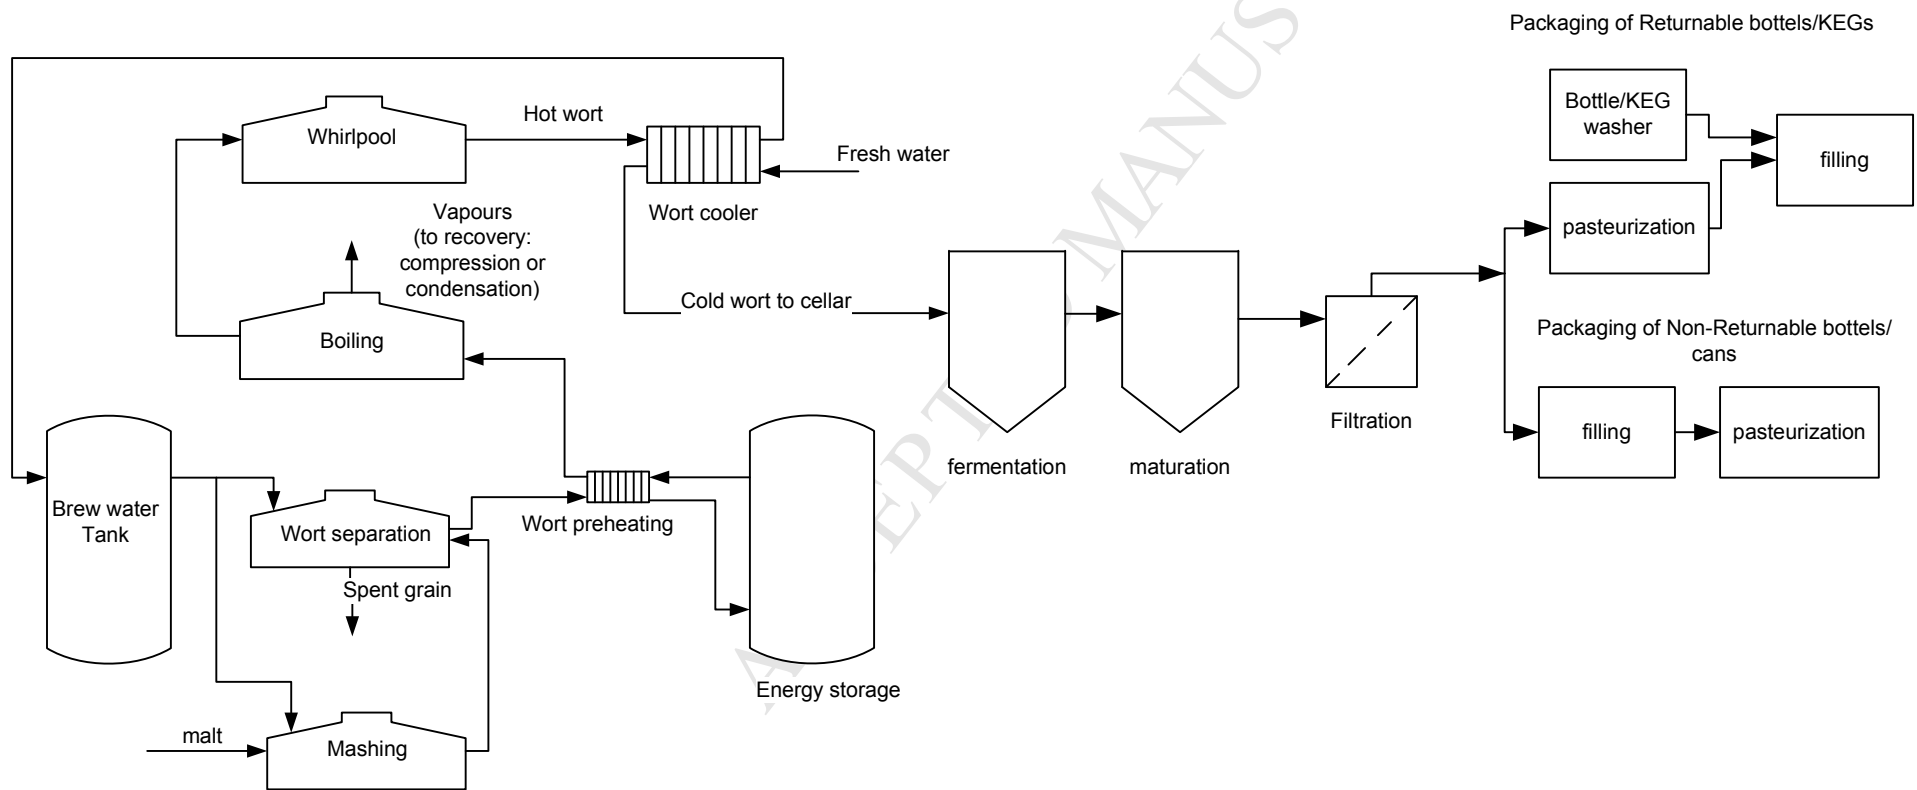 Packaging of Returnable bottels/KEGs
Whirlpool
Hot wort
Wort cooler
Fresh water
Bottle/KEG
washer
filling
pasteurization
Vapours
(to recovery:
compression or
condensation)
Boiling
Cold wort to cellar
fermentation
maturation
Filtration
Packaging of Non-Returnable bottels/
cans
filling
pasteurization
Brew water
Tank
Wort separation
Spent grain
Wort preheating
Energy storage
malt
Mashing